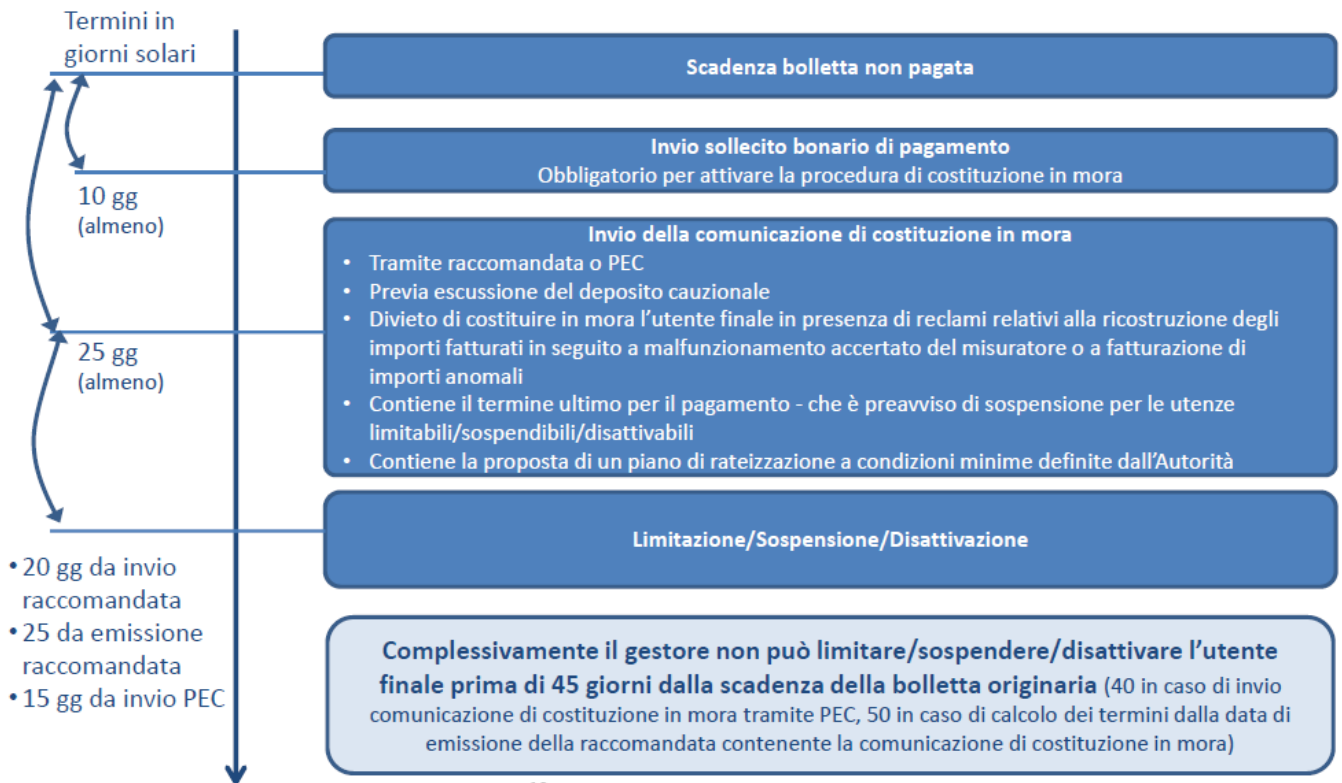 Termini in
giorni solari
Scadenza bolletta non pagata
Invio sollecito bonario di pagamento
Obbligatorio per attivare la procedura di costituzione in mora
10 gg
(almeno)
Invio della comunicazione di costituzione in mora
• Tramite raccomandata o PEC
• Previa escussione del deposito cauzionale
• Divieto di costituire in mora l'utente finale in presenza di reclami relativi alla ricostruzione degli
importi fatturati in seguito a malfunzionamento accertato del misuratore o a fatturazione di
importi anomali
• Contiene il termine ultimo per il pagamento - che è preavviso di sospensione per le utenze
limitabili/sospendibili/disattivabili
• Contiene la proposta di un piano di rateizzazione a condizioni minime definite dall'Autorità
25 gg
(almeno)
Limitazione/Sospensione/Disattivazione
• 20 gg da invio
raccomandata
• 25 da emissione
raccomandata
• 15 gg da invio PEC
Complessivamente il gestore non può limitare/sospendere/disattivare l'utente
finale prima di 45 giorni dalla scadenza della bolletta originaria (40 in caso di invio
comunicazione di costituzione in mora tramite PEC, 50 in caso di calcolo dei termini dalla data di
emissione della raccomandata contenente la comunicazione di costituzione in mora)